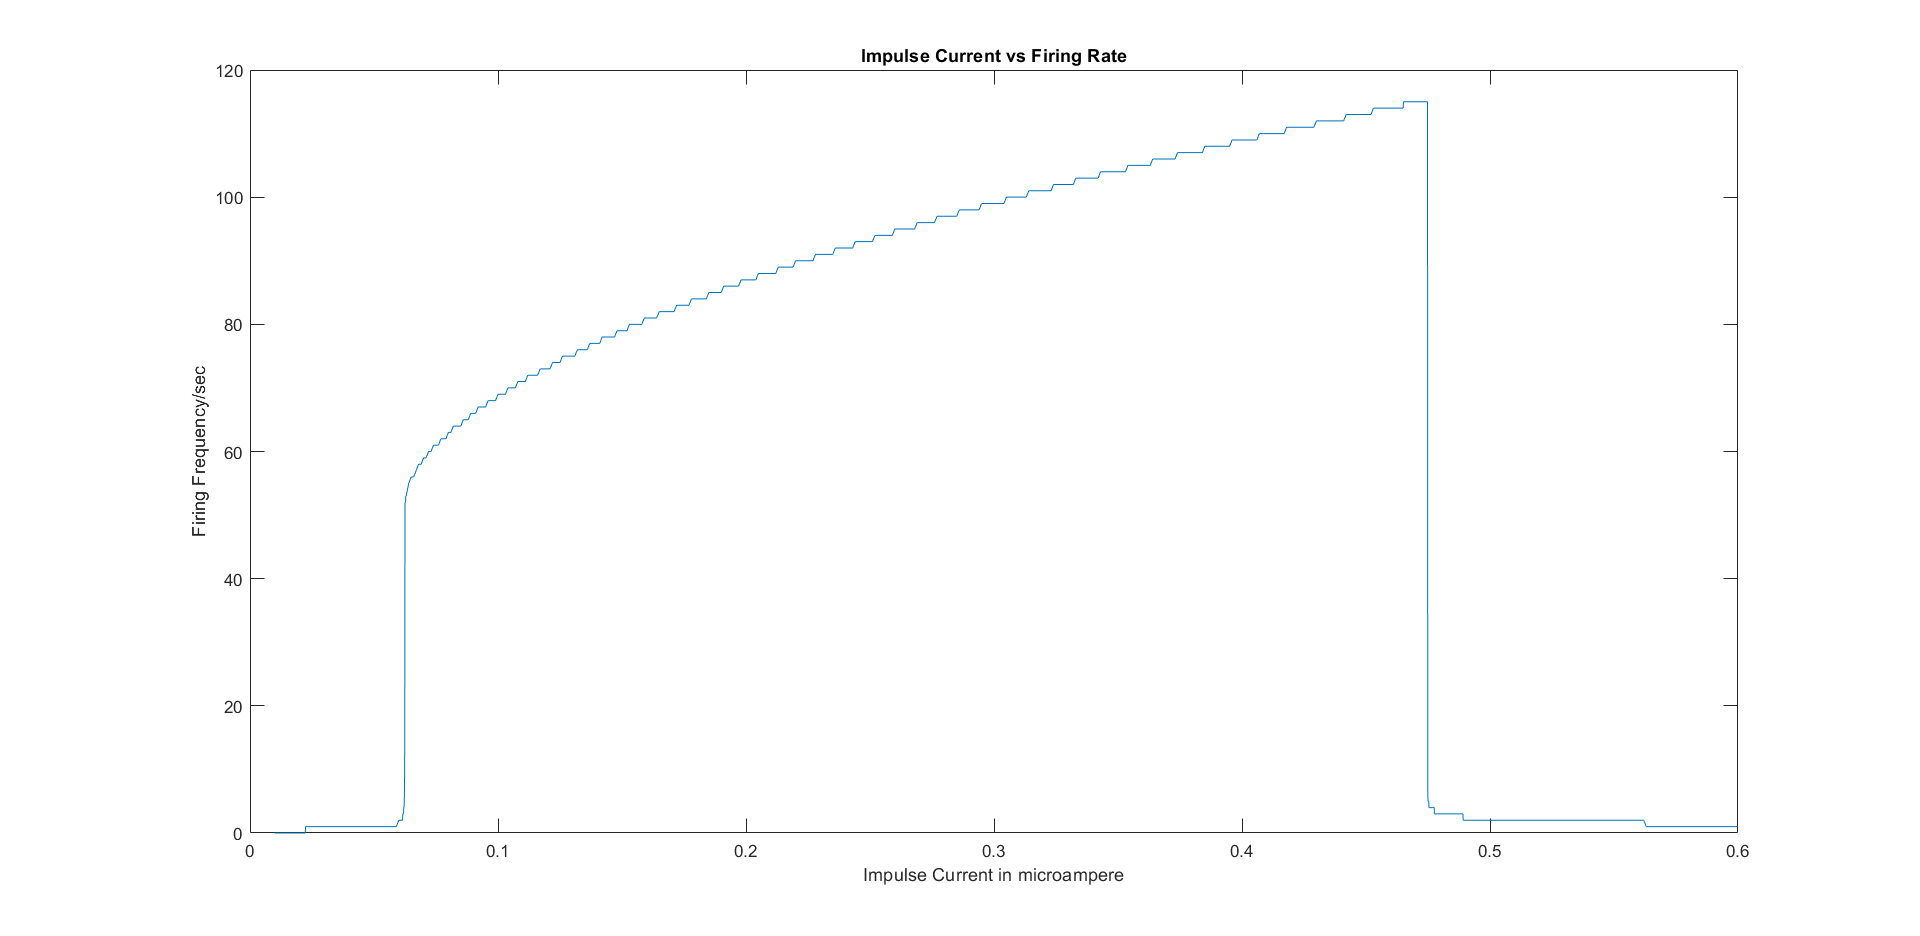 Impulse Current vs Firing Rate
120
100
80
60
40
20
0
Firing Frequency/sec
0 0.1 0.2 0.3 0.4 0.5 0.6
Impulse Current in microampere